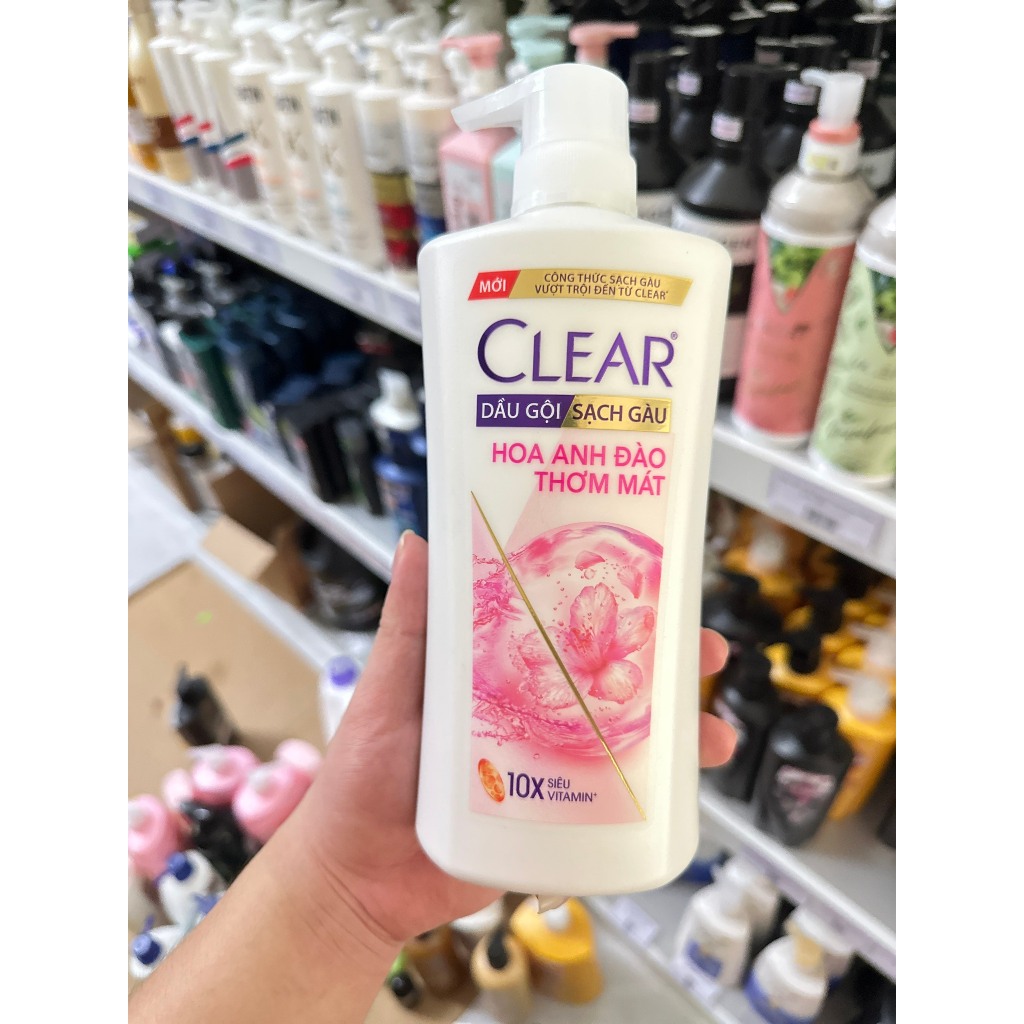 MỚI
CÔNG THỨC SẠCH GÀU
VƯỢT TRỘI ĐẾN TỪ CLEAR*
CLEAR®
DẦU GỘI SẠCH GÀU
HOA ANH ĐÀO
THƠM MÁT
10X SIÊU
VITAMIN+